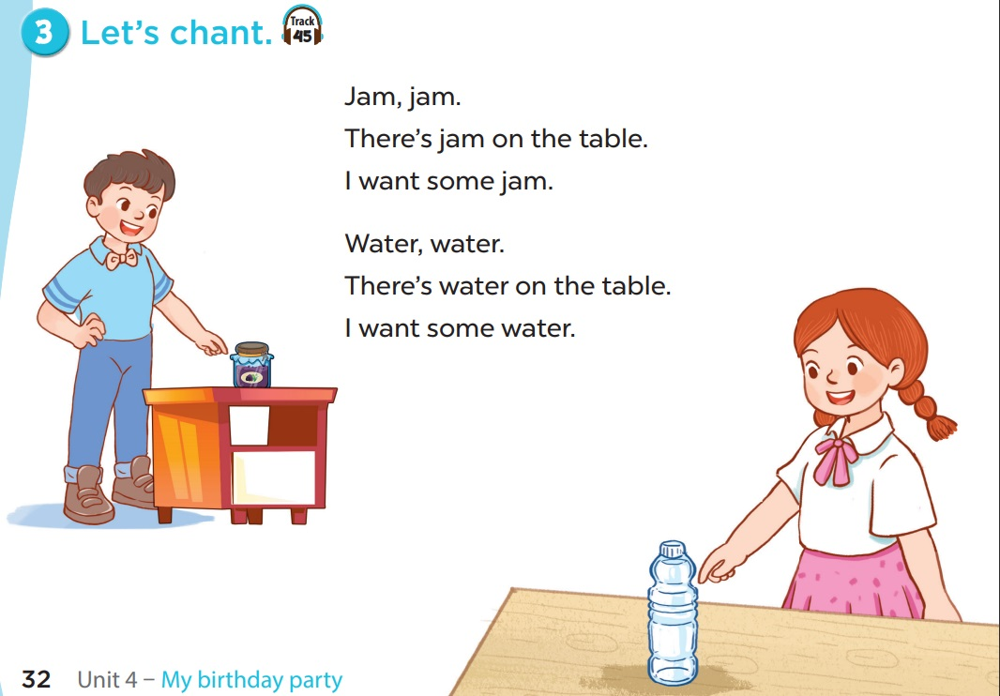 3 Let’s chant. Track 45
Jam, jam.
There’s jam on the table.
I want some jam.
Water, water.
There’s water on the table.
I want some water.
32 Unit 4 – My birthday party